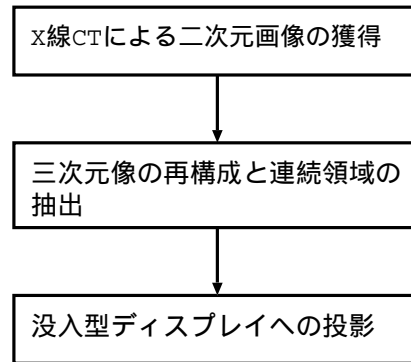 X線CTによる二次元画像の獲得
三次元像の再構成と連続領域の
抽出
没入型ディスプレイへの投影